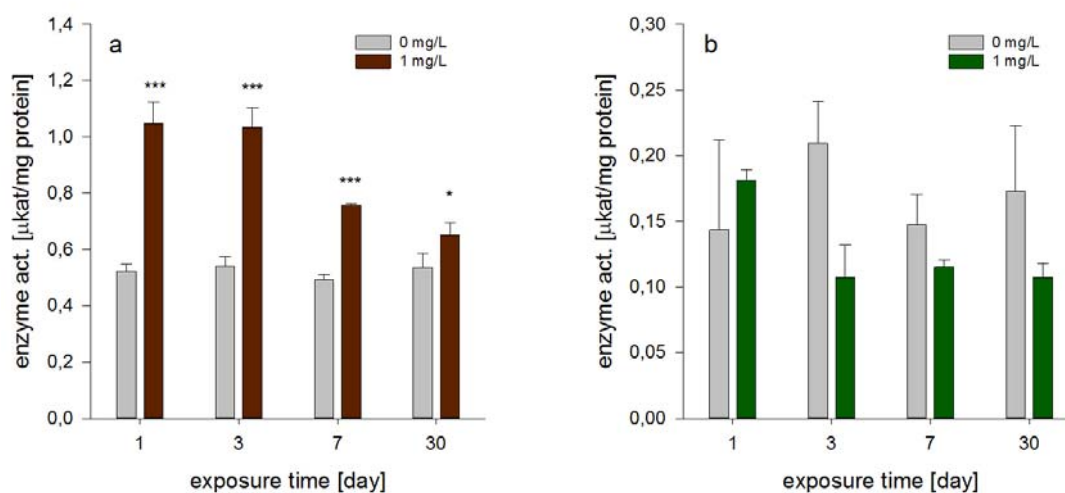 a
0 mg/L
1 mg/L
enzyme act. [µkat/mg protein]
1,4
1,2
1,0
0,8
0,6
0,4
0,2
0,0
***
***
***
*
1
3
7
30
exposure time [day]
b
0 mg/L
1 mg/L
enzyme act. [µkat/mg protein]
0,30
0,25
0,20
0,15
0,10
0,05
0,00
1
3
7
30
exposure time [day]